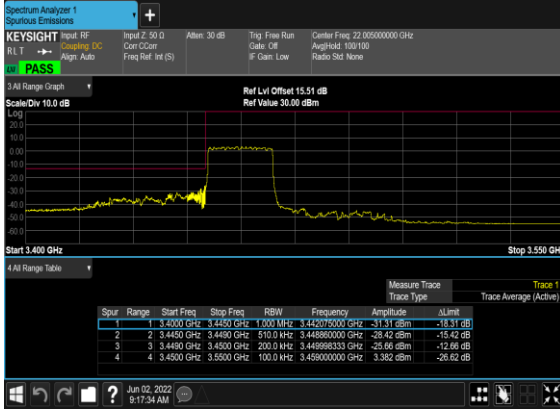 Spectrum Analyzer 1
Spurious Emissions
+
KEYSIGHT Input: RF Input Z: 50 Ω Atten: 30 dB Trig: Free Run Center Freq: 22.005000000 GHz
RLT Coupling: DC Corr CCorr Gate: Off Avg|Hold: 100/100
Align: Auto Freq Ref: Int (S) IF Gain: Low Radio Std: None
PASS
3 All Range Graph
Ref Lvl Offset 15.51 dB
Scale/Div 10.0 dB Ref Value 30.00 dBm
Log
20.0
10.0
0.00
-10.0
-20.0
-30.0
-40.0
-50.0
-60.0
Start 3.400 GHz Stop 3.550 GH
4 All Range Table
Measure Trace Trace 1
Trace Type Trace Average (Active)
Spur Range Start Freq Stop Freq RBW Frequency Amplitude ΔLimit
1 1 3.4000 GHz 3.4450 GHz 1.000 MHz 3.442075000 GHz -31.31 dBm -18.31 dB
2 2 3.4450 GHz 3.4490 GHz 510.0 kHz 3.448860000 GHz -28.42 dBm -15.42 dB
3 3 3.4490 GHz 3.4500 GHz 200.0 kHz 3.449998333 GHz -25.66 dBm -12.66 dB
4 4 3.4500 GHz 3.5500 GHz 100.0 kHz 3.459000000 GHz 3.382 dBm -26.62 dB
?
Jun 02, 2022
9:17:34 AM